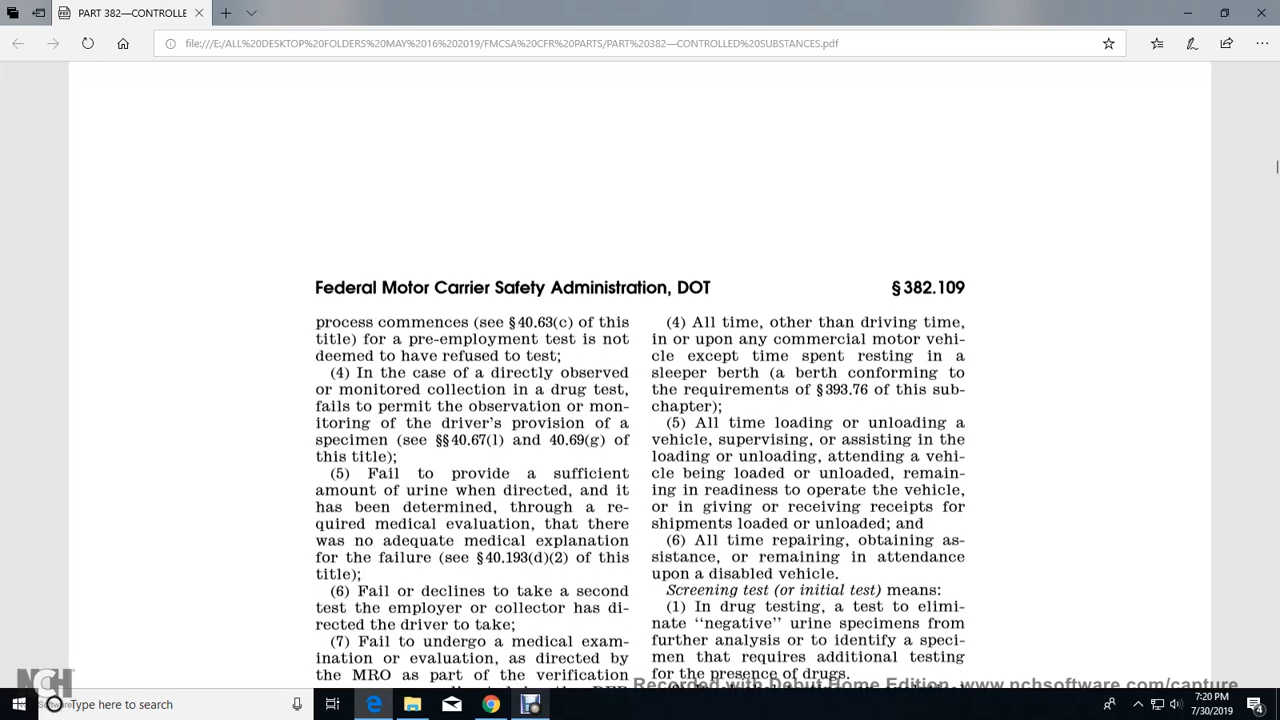 PART 382—CONTROLLE
file:///E:/ALL%20DESKTOP%20FOLDERS%20MAY%2016%202019/FMCSA%20CFR%20PARTS/PART%20382—CONTROLLED%20SUBSTANCES.pdf
Federal Motor Carrier Safety Administration, DOT
§ 382.109
process commences (see § 40.63(c) of this
title) for a pre-employment test is not
deemed to have refused to test;
(4) In the case of a directly observed
or monitored collection in a drug test,
fails to permit the observation or mon-
itoring of the driver's provision of a
specimen (see §§ 40.67(l) and 40.69(g) of
this title);
(5) Fail to provide a sufficient
amount of urine when directed, and it
has been determined, through a re-
quired medical evaluation, that there
was no adequate medical explanation
for the failure (see § 40.193(d)(2) of this
title);
(6) Fail or declines to take a second
test the employer or collector has di-
rected the driver to take;
(7) Fail to undergo a medical exam-
ination or evaluation, as directed by
the MRO as part of the verification
(4) All time, other than driving time,
in or upon any commercial motor vehi-
cle except time spent resting in a
sleeper berth (a berth conforming to
the requirements of § 393.76 of this sub-
chapter);
(5) All time loading or unloading a
vehicle, supervising, or assisting in the
loading or unloading, attending a vehi-
cle being loaded or unloaded, remain-
ing in readiness to operate the vehicle,
or in giving or receiving receipts for
shipments loaded or unloaded; and
(6) All time repairing, obtaining as-
sistance, or remaining in attendance
upon a disabled vehicle.
Screening test (or initial test) means:
(1) In drug testing, a test to elimi-
nate ‘‘negative’’ urine specimens from
further analysis or to identify a speci-
men that requires additional testing
for the presence of drugs.
Recorded with Debut Home Edition. www.nchsoftware.com/capture
NCH
Software
Type here to search
7:20 PM
7/30/2019
4